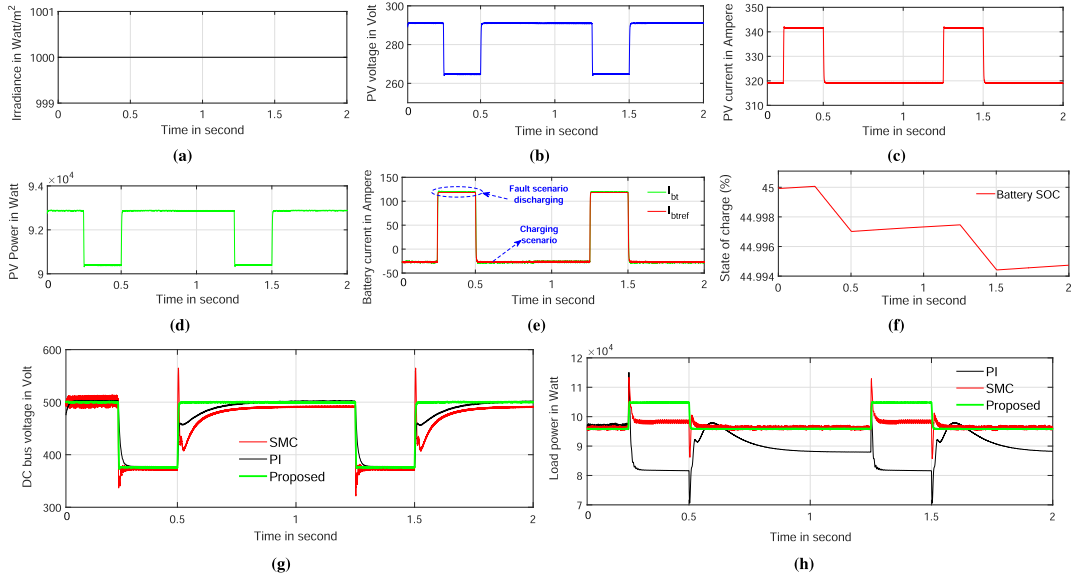 Irradiance in Watt/m²
1001
1000
999
0
0.5
1
1.5
2
Time in second
(a)
PV voltage in Volt
300
280
260
0
0.5
1
1.5
2
Time in second
(b)
PV current in Ampere
350
340
330
320
310
0
0.5
1
1.5
2
Time in second
(c)
PV Power in Watt
×10⁴
9.4
9.2
9
0
0.5
1
1.5
2
Time in second
(d)
Battery current in Ampere
150
100
50
0
-50
0
0.5
1
1.5
2
Fault scenario
discharging
Charging
scenario
I_bt
I_btref
Time in second
(e)
State of charge (%)
45
44.998
44.996
44.994
0
0.5
1
1.5
2
Battery SOC
Time in second
(f)
DC bus voltage in Volt
600
500
400
300
0
0.5
1
1.5
2
SMC
PI
Proposed
Time in second
(g)
Load power in Watt
×10⁴
12
11
10
9
8
7
0
0.5
1
1.5
2
PI
SMC
Proposed
Time in second
(h)